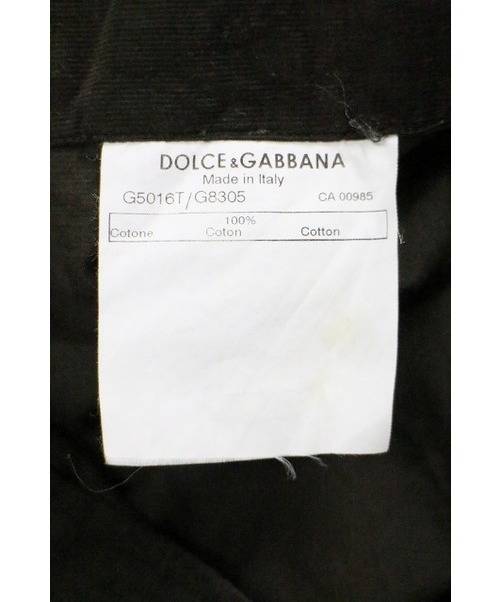 DOLCE&GABBANA
Made in Italy
G5016T/G8305 CA 00985
100%
Cotone Coton Cotton